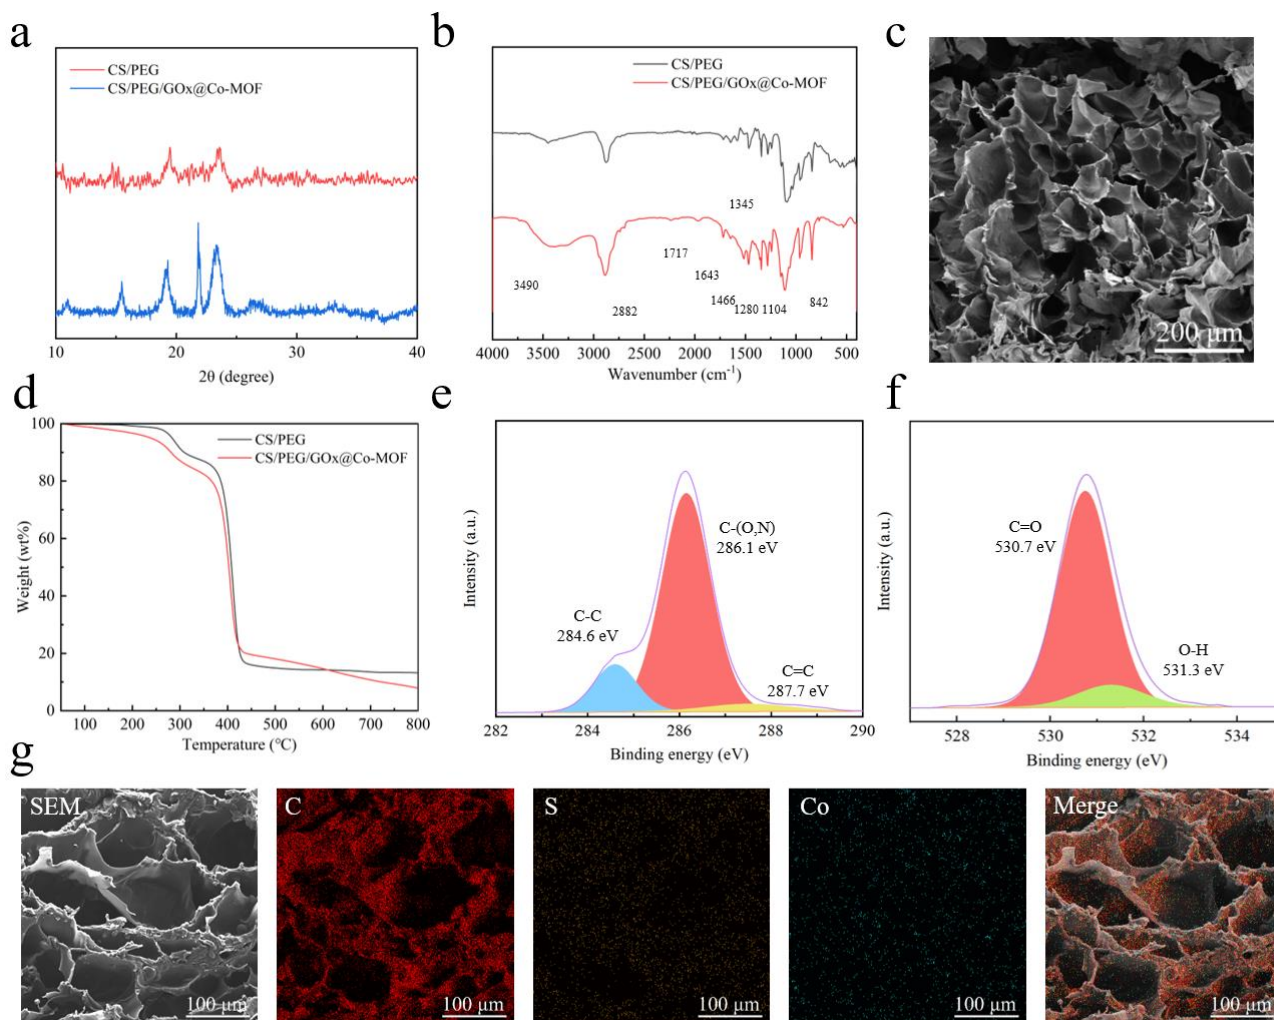 a
CS/PEG
CS/PEG/GOx@Co-MOF
10 20 30 40
2θ (degree)
b
CS/PEG
CS/PEG/GOx@Co-MOF
1345
1717
1643
3490
1466
1280
1104
842
2882
4000 3500 3000 2500 2000 1500 1000 500
Wavenumber (cm⁻¹)
c
200 μm
d
100
80
60
40
20
0
Weight (wt%)
CS/PEG
CS/PEG/GOx@Co-MOF
100 200 300 400 500 600 700 800
Temperature (°C)
e
Intensity (a.u.)
C-(O,N)
286.1 eV
C-C
284.6 eV
C=C
287.7 eV
282 284 286 288 290
Binding energy (eV)
f
Intensity (a.u.)
C=O
530.7 eV
O-H
531.3 eV
528 530 532 534
Binding energy (eV)
g
SEM
100 μm
C
100 μm
S
100 μm
Co
100 μm
Merge
100 μm